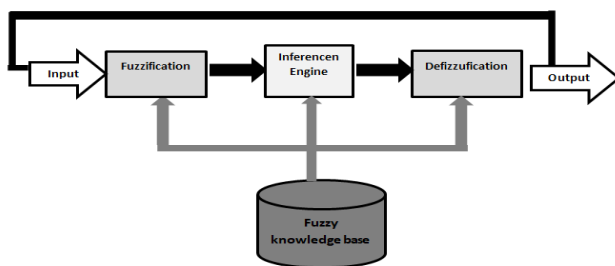 Input
Fuzzification
Inferencen
Engine
Defizzufication
Output
Fuzzy
knowledge base